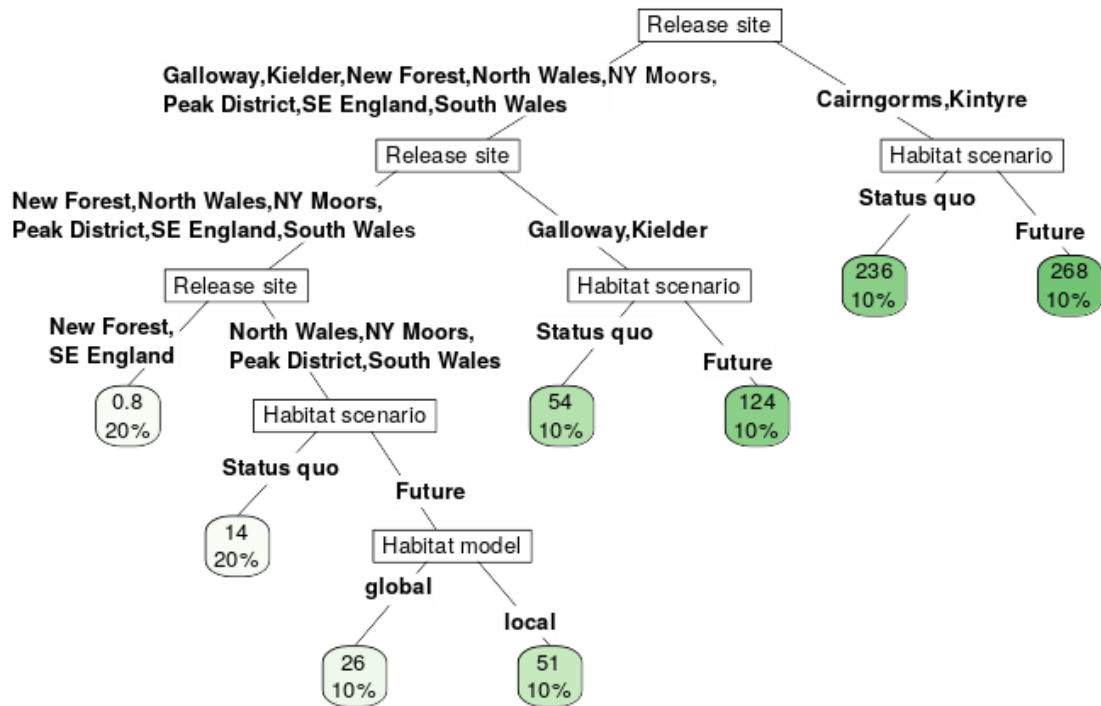 Release site
Galloway,Kielder,New Forest,North Wales,NY Moors,
Peak District,SE England,South Wales
Cairngorms,Kintyre
Release site
Habitat scenario
New Forest,North Wales,NY Moors,
Peak District,SE England,South Wales
Galloway,Kielder
Status quo
Future
Release site
Habitat scenario
236
10%
268
10%
New Forest,
SE England
North Wales,NY Moors,
Peak District,South Wales
Status quo
Future
0.8
20%
Habitat scenario
54
10%
124
10%
Status quo
Future
14
20%
Habitat model
global
local
26
10%
51
10%